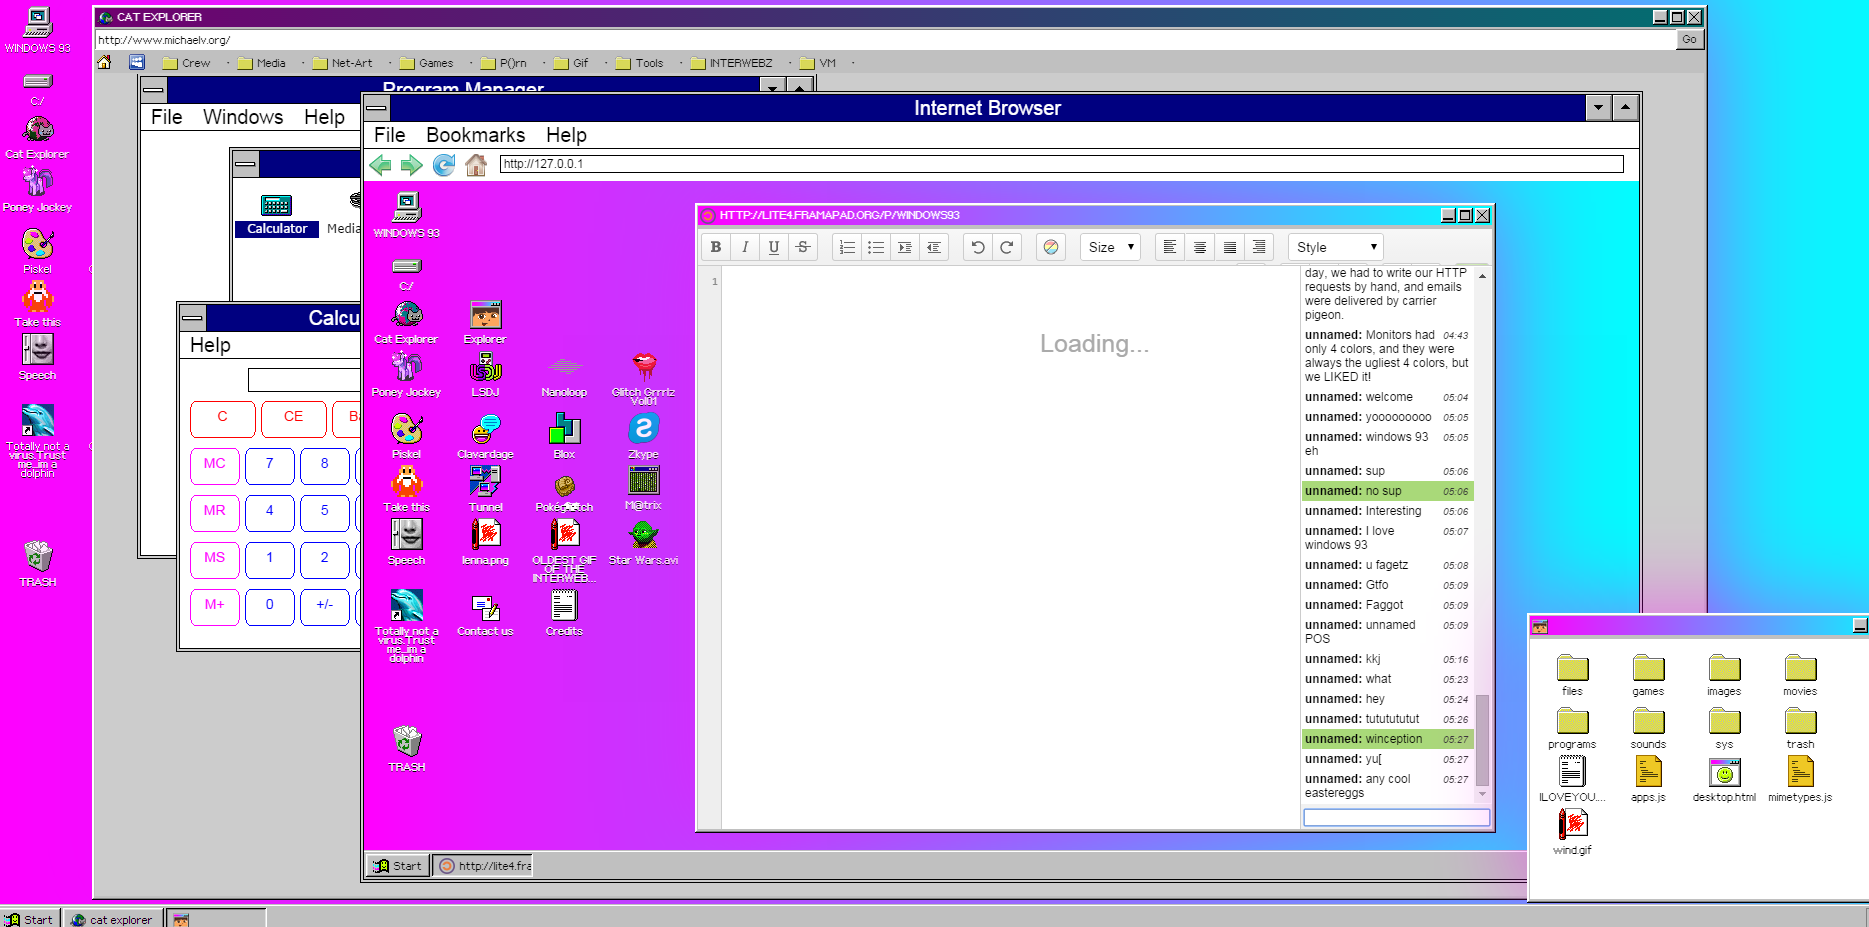 WINDOWS 93
C:/
Cat Explorer
Poney Jockey
Piskel
Take this
Speech
Totally not a
virus.Trust
me...im a
dolphin
TRASH
CAT EXPLORER
http://www.michaelv.org/
Go
Crew · Media · Net-Art · Games · P()rn · Gif · Tools · INTERWEBZ · VM ·
Program Manager
File Windows Help
Calculator
Media
Calcu
Help
C CE Ba
MC 7 8
MR 4 5
MS 1 2
M+ 0 +/-
Internet Browser
File Bookmarks Help
http://127.0.0.1
WINDOWS 93
C:/
Cat Explorer Explorer
Poney Jockey LSDJ Nanoloop Glitch Grrrlz
Vol01
Piskel Clavardage Blox Zkype
Take this Tunnel M@trix
Speech lenna.png OLDEST GIF
OF THE
INTERWEB...
Star Wars.avi
Totally not a
virus.Trust
me...im a
dolphin
Contact us Credits
TRASH
HTTP://LITE4.FRAMAPAD.ORG/P/WINDOWS93
B I U S Size Style
1
Loading...
day, we had to write our HTTP
requests by hand, and emails
were delivered by carrier
pigeon.
unnamed: Monitors had 04:43
only 4 colors, and they were
always the ugliest 4 colors, but
we LIKED it!
unnamed: welcome 05:04
unnamed: yooooooooo 05:05
unnamed: windows 93 05:05
eh
unnamed: sup 05:06
unnamed: no sup 05:06
unnamed: Interesting 05:06
unnamed: I love 05:07
windows 93
unnamed: u fagetz 05:08
unnamed: Gtfo 05:09
unnamed: Faggot 05:09
unnamed: unnamed 05:09
POS
unnamed: kkj 05:16
unnamed: what 05:23
unnamed: hey 05:24
unnamed: tutututututut 05:26
unnamed: winception 05:27
unnamed: yu[ 05:27
unnamed: any cool 05:27
eastereggs
Start http://lite4.fra
files games images movies
programs sounds sys trash
ILOVEYOU.... apps.js desktop.html mimetypes.js
wind.gif
Start cat explorer